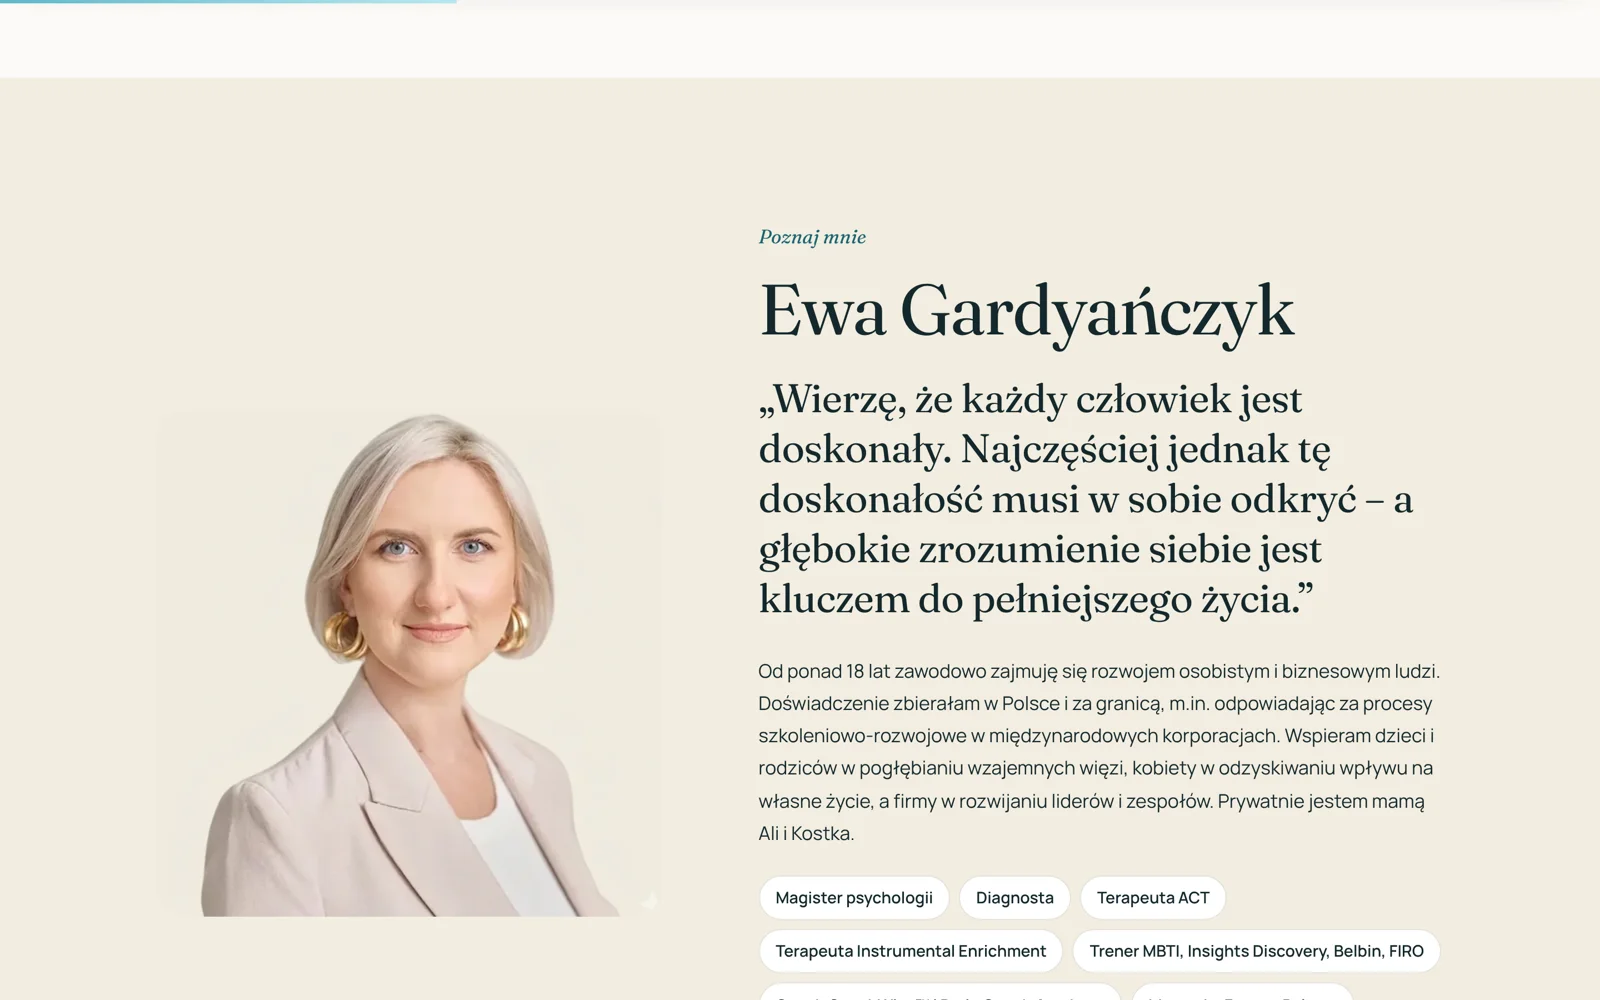 Poznaj mnie
Ewa Gardyańczyk
„Wierzę, że każdy człowiek jest
doskonały. Najczęściej jednak tę
doskonałość musi w sobie odkryć – a
głębokie zrozumienie siebie jest
kluczem do pełniejszego życia.”
Od ponad 18 lat zawodowo zajmuję się rozwojem osobistym i biznesowym ludzi.
Doświadczenie zbierałam w Polsce i za granicą, m.in. odpowiadając za procesy
szkoleniowo-rozwojowe w międzynarodowych korporacjach. Wspieram dzieci i
rodziców w pogłębianiu wzajemnych więzi, kobiety w odzyskiwaniu wpływu na
własne życie, a firmy w rozwijaniu liderów i zespołów. Prywatnie jestem mamą
Ali i Kostka.
Magister psychologii
Diagnosta
Terapeuta ACT
Terapeuta Instrumental Enrichment
Trener MBTI, Insights Discovery, Belbin, FIRO